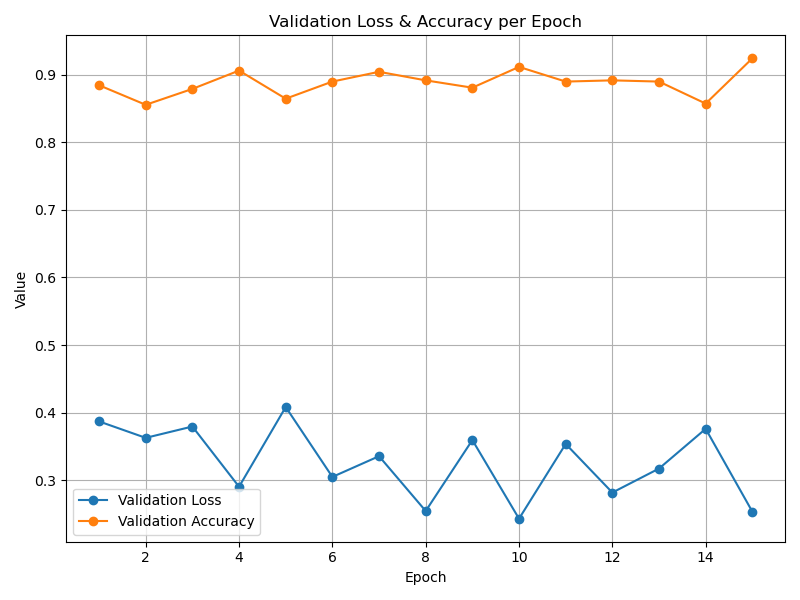 Validation Loss & Accuracy per Epoch
0.9
0.8
0.7
0.6
0.5
0.4
0.3
Value
Validation Loss
Validation Accuracy
2 4 6 8 10 12 14
Epoch